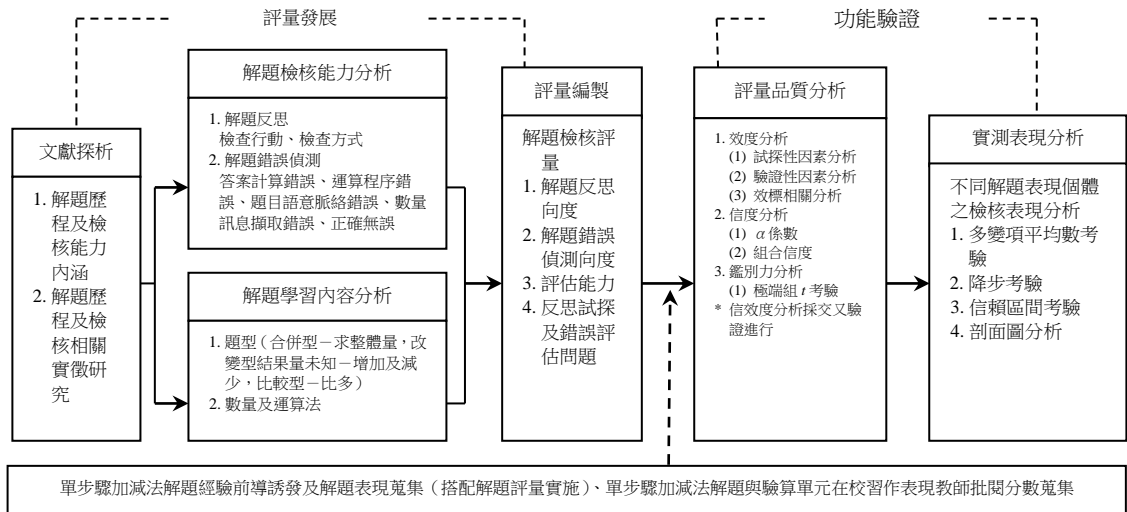 評量發展
功能驗證
文獻探析
1. 解題歷
程及檢
核能力
內涵
2. 解題歷
程及檢
核相關
實徵研
究
解題檢核能力分析
1. 解題反思
檢查行動、檢查方式
2. 解題錯誤偵測
答案計算錯誤、運算程序錯
誤、題目語意脈絡錯誤、數量
訊息擷取錯誤、正確無誤
解題學習內容分析
1. 題型（合併型－求整體量，改
變型結果量未知－增加及減
少，比較型－比多）
2. 數量及運算法
評量編製
解題檢核評
量
1. 解題反思
向度
2. 解題錯誤
偵測向度
3. 評估能力
4. 反思試探
及錯誤評
估問題
評量品質分析
1. 效度分析
(1) 試探性因素分析
(2) 驗證性因素分析
(3) 效標相關分析
2. 信度分析
(1) α係數
(2) 組合信度
3. 鑑別力分析
(1) 極端組 t 考驗
* 信效度分析採交叉驗
證進行
實測表現分析
不同解題表現個體
之檢核表現分析
1. 多變項平均數考
驗
2. 降步考驗
3. 信賴區間考驗
4. 剖面圖分析
單步驟加減法解題經驗前導誘發及解題表現蒐集（搭配解題評量實施）、單步驟加減法解題與驗算單元在校習作表現教師批閱分數蒐集